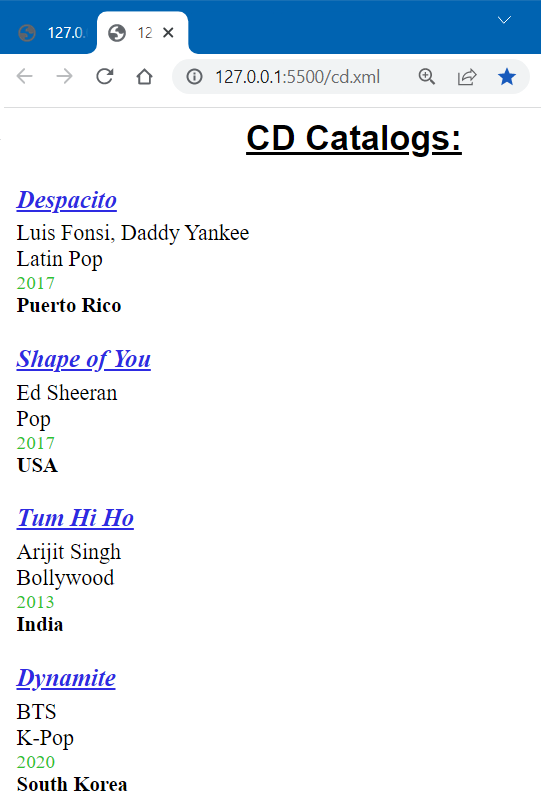 127.0.
12
127.0.0.1:5500/cd.xml
CD Catalogs:
Despacito
Luis Fonsi, Daddy Yankee
Latin Pop
2017
Puerto Rico
Shape of You
Ed Sheeran
Pop
2017
USA
Tum Hi Ho
Arijit Singh
Bollywood
2013
India
Dynamite
BTS
K-Pop
2020
South Korea